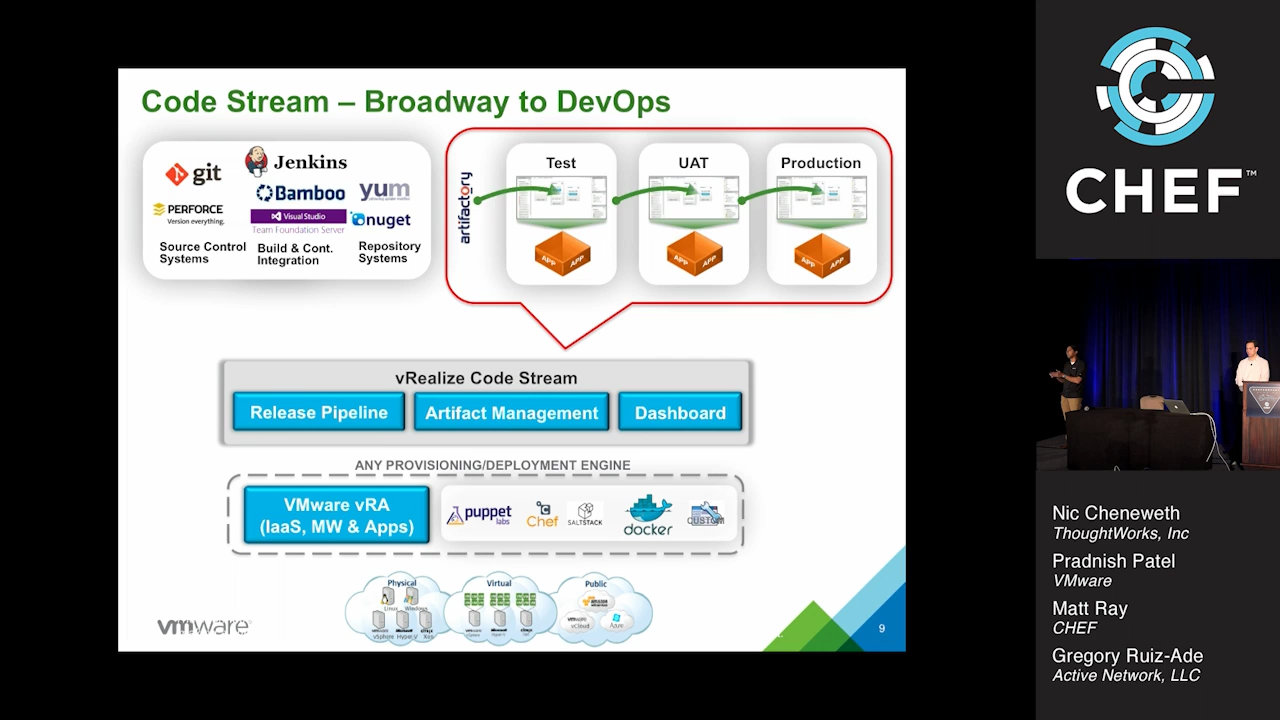 Code Stream – Broadway to DevOps
git
Jenkins
Bamboo
yum
PERFORCE
Version everything.
Visual Studio
Team Foundation Server
nuget
Source Control
Systems
Build & Cont.
Integration
Repository
Systems
artifactory
Test
UAT
Production
APP APP
APP APP
APP APP
vRealize Code Stream
Release Pipeline
Artifact Management
Dashboard
ANY PROVISIONING/DEPLOYMENT ENGINE
VMware vRA
(IaaS, MW & Apps)
puppet
labs
Chef
SALTSTACK
docker
CUSTOM
Physical
Linux Windows
vSphere Hyper-V
Virtual
Public
vmware
vCloud
Azure
vmware
9
CHEF™
Nic Cheneweth
ThoughtWorks, Inc
Pradnish Patel
VMware
Matt Ray
CHEF
Gregory Ruiz-Ade
Active Network, LLC